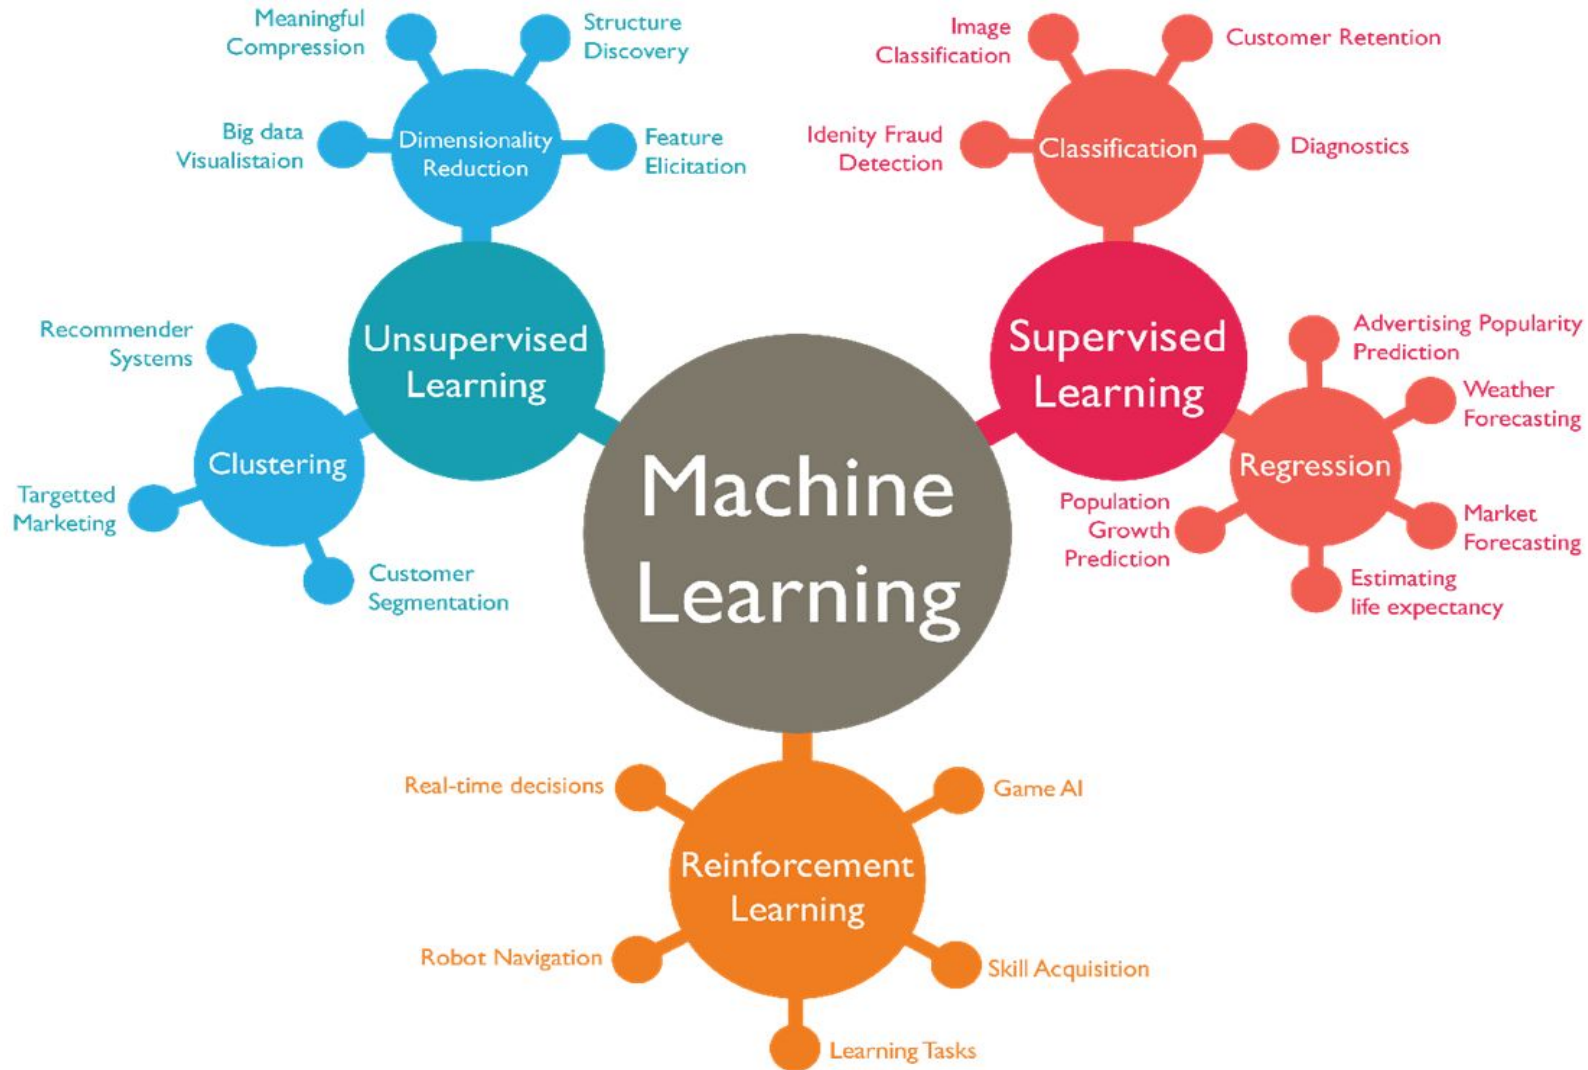 Meaningful
Compression
Structure
Discovery
Big data
Visualistaion
Dimensionality
Reduction
Feature
Elicitation
Image
Classification
Customer Retention
Idenity Fraud
Detection
Classification
Diagnostics
Unsupervised
Learning
Supervised
Learning
Recommender
Systems
Clustering
Targetted
Marketing
Customer
Segmentation
Advertising Popularity
Prediction
Weather
Forecasting
Regression
Population
Growth
Prediction
Market
Forecasting
Estimating
life expectancy
Machine
Learning
Real-time decisions
Game AI
Reinforcement
Learning
Robot Navigation
Skill Acquisition
Learning Tasks